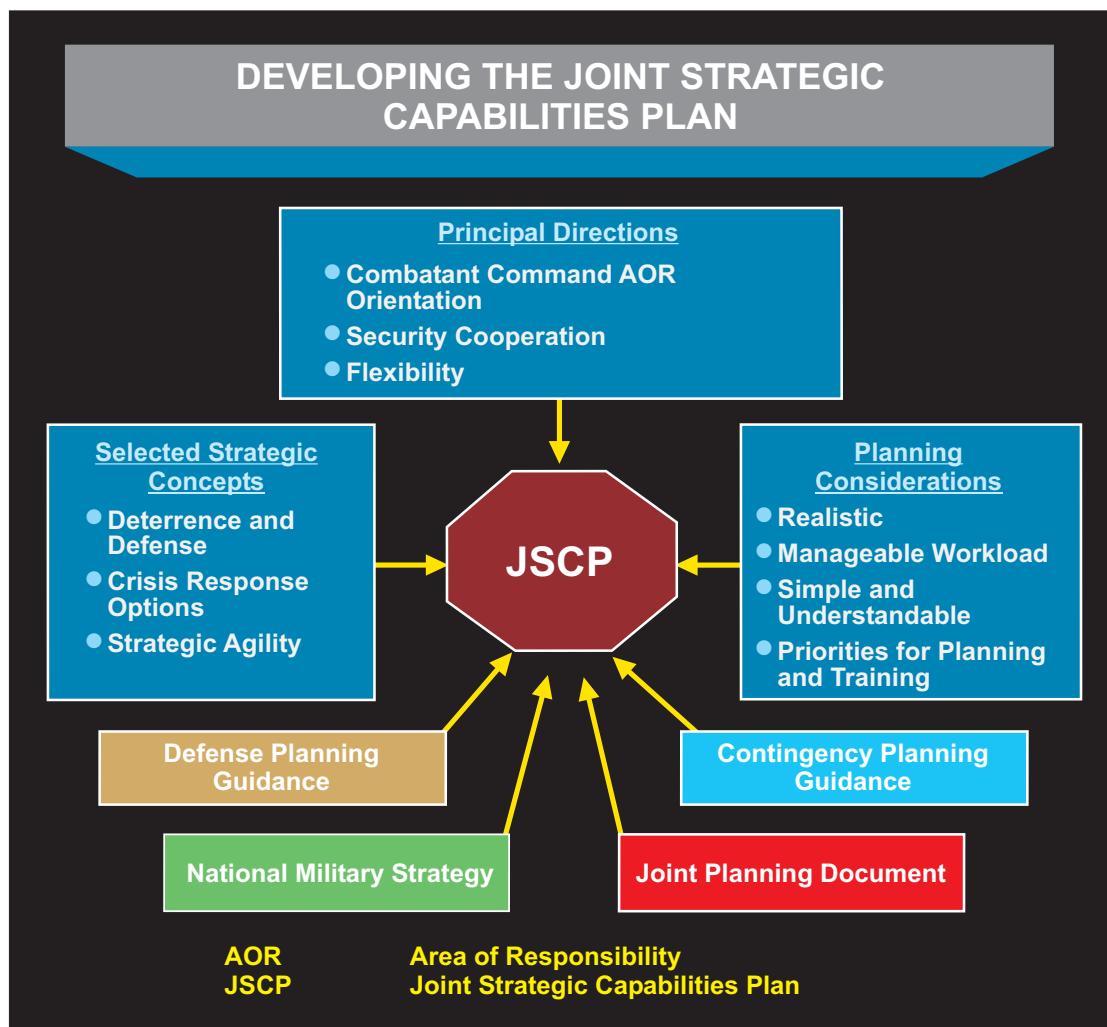 DEVELOPING THE JOINT STRATEGIC
CAPABILITIES PLAN
Principal Directions
Combatant Command AOR
Orientation
Security Cooperation
Flexibility
Selected Strategic
Concepts
Deterrence and
Defense
Crisis Response
Options
Strategic Agility
JSCP
Planning
Considerations
Realistic
Manageable Workload
Simple and
Understandable
Priorities for Planning
and Training
Defense Planning
Guidance
Contingency Planning
Guidance
National Military Strategy
Joint Planning Document
AOR Area of Responsibility
JSCP Joint Strategic Capabilities Plan